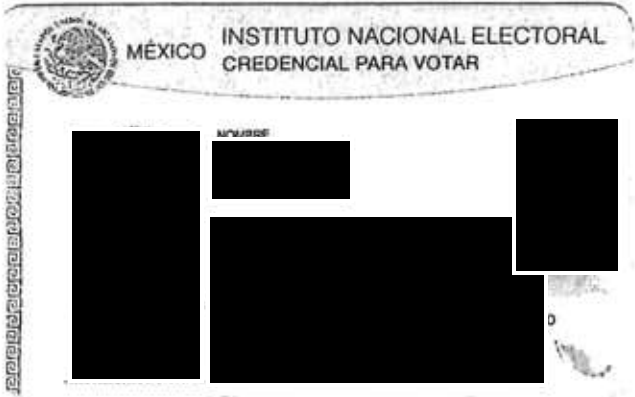 MÉXICO
INSTITUTO NACIONAL ELECTORAL
CREDENCIAL PARA VOTAR
NOMBRE